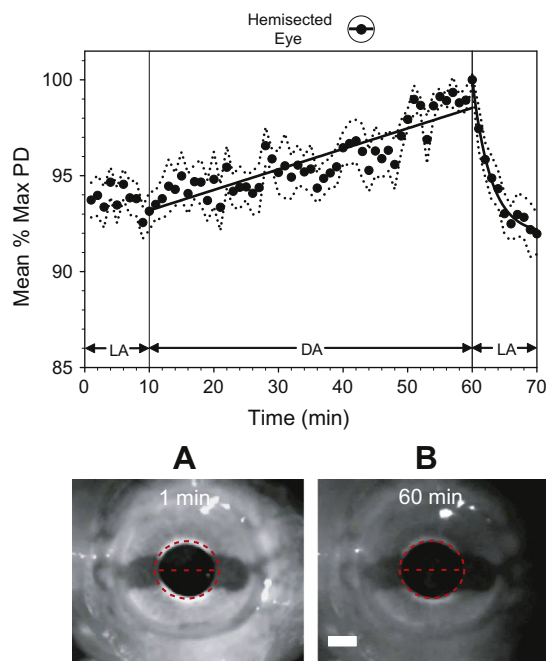 Hemisected
Eye
100
95
90
85
Mean % Max PD
LA
DA
LA
0 10 20 30 40 50 60 70
Time (min)
A B
1 min 60 min